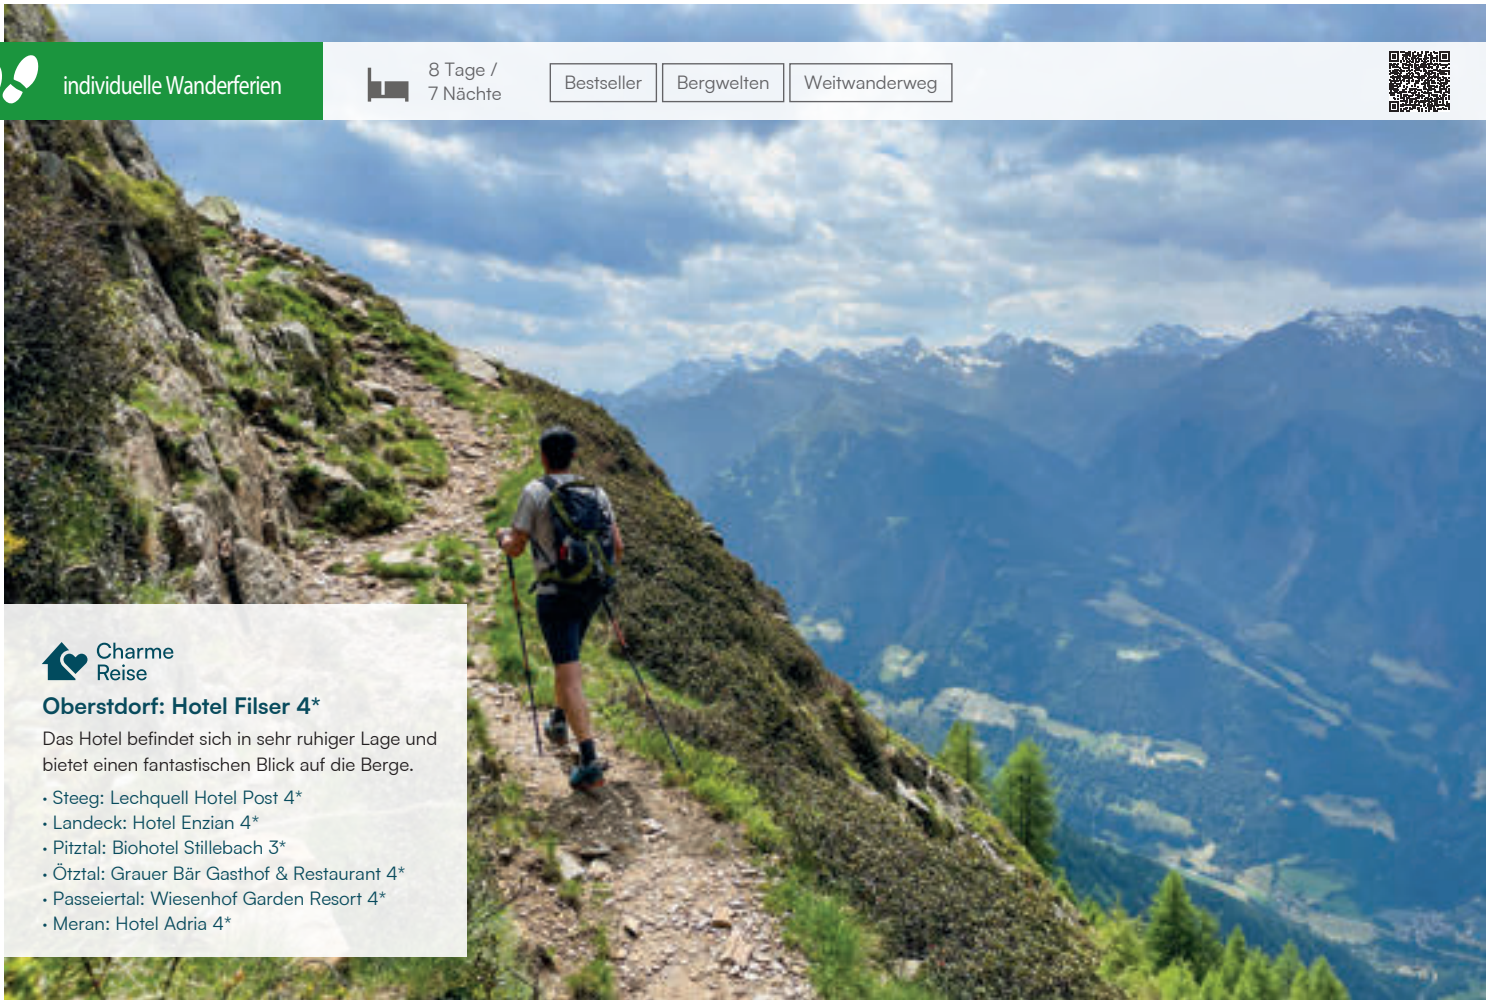 individuelle Wanderferien
8 Tage /
7 Nächte
Bestseller
Bergwelten
Weitwanderweg
Charme
Reise
Oberstdorf: Hotel Filser 4*
Das Hotel befindet sich in sehr ruhiger Lage und
bietet einen fantastischen Blick auf die Berge.
· Steeg: Lechquell Hotel Post 4*
· Landeck: Hotel Enzian 4*
· Pitztal: Biohotel Stillebach 3*
· Ötztal: Grauer Bär Gasthof & Restaurant 4*
· Passeiertal: Wiesenhof Garden Resort 4*
· Meran: Hotel Adria 4*